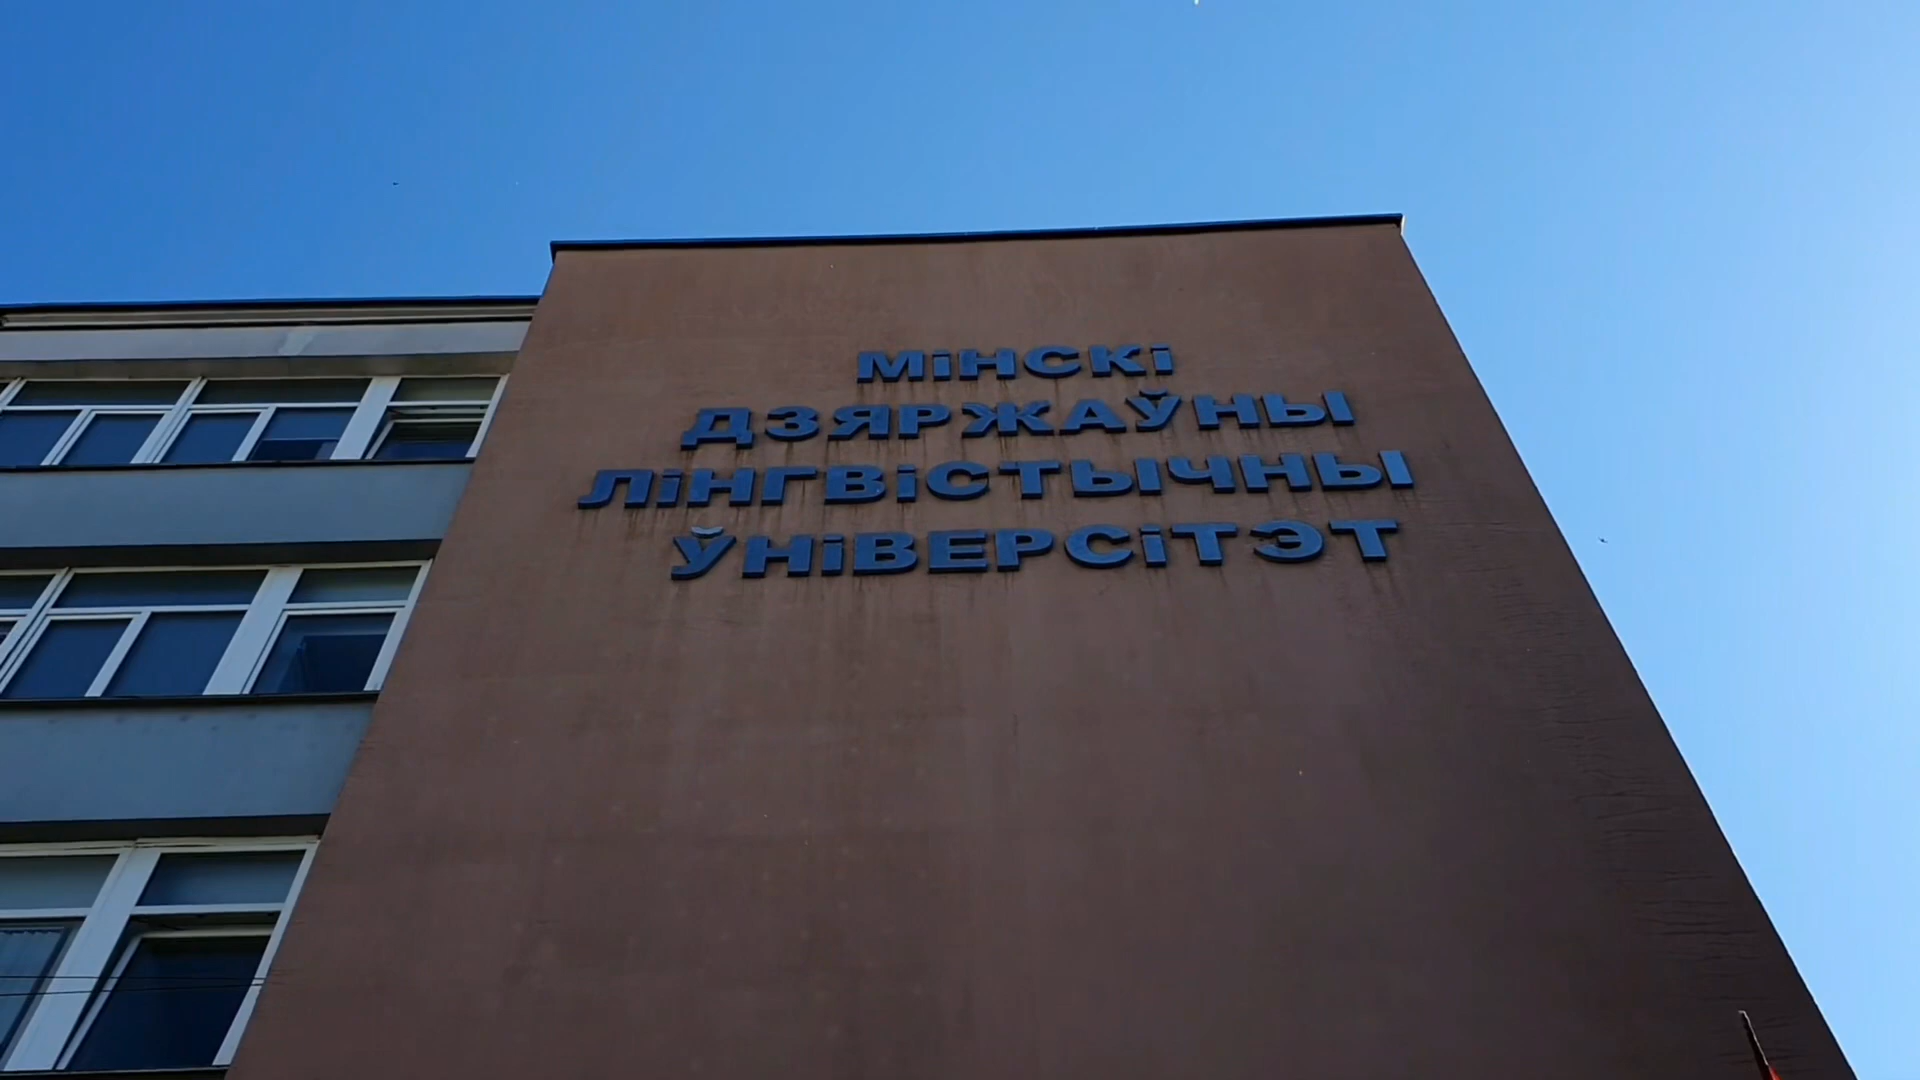 Мінскі
дзяржаўны
лінгвістычны
ўніверсітэт